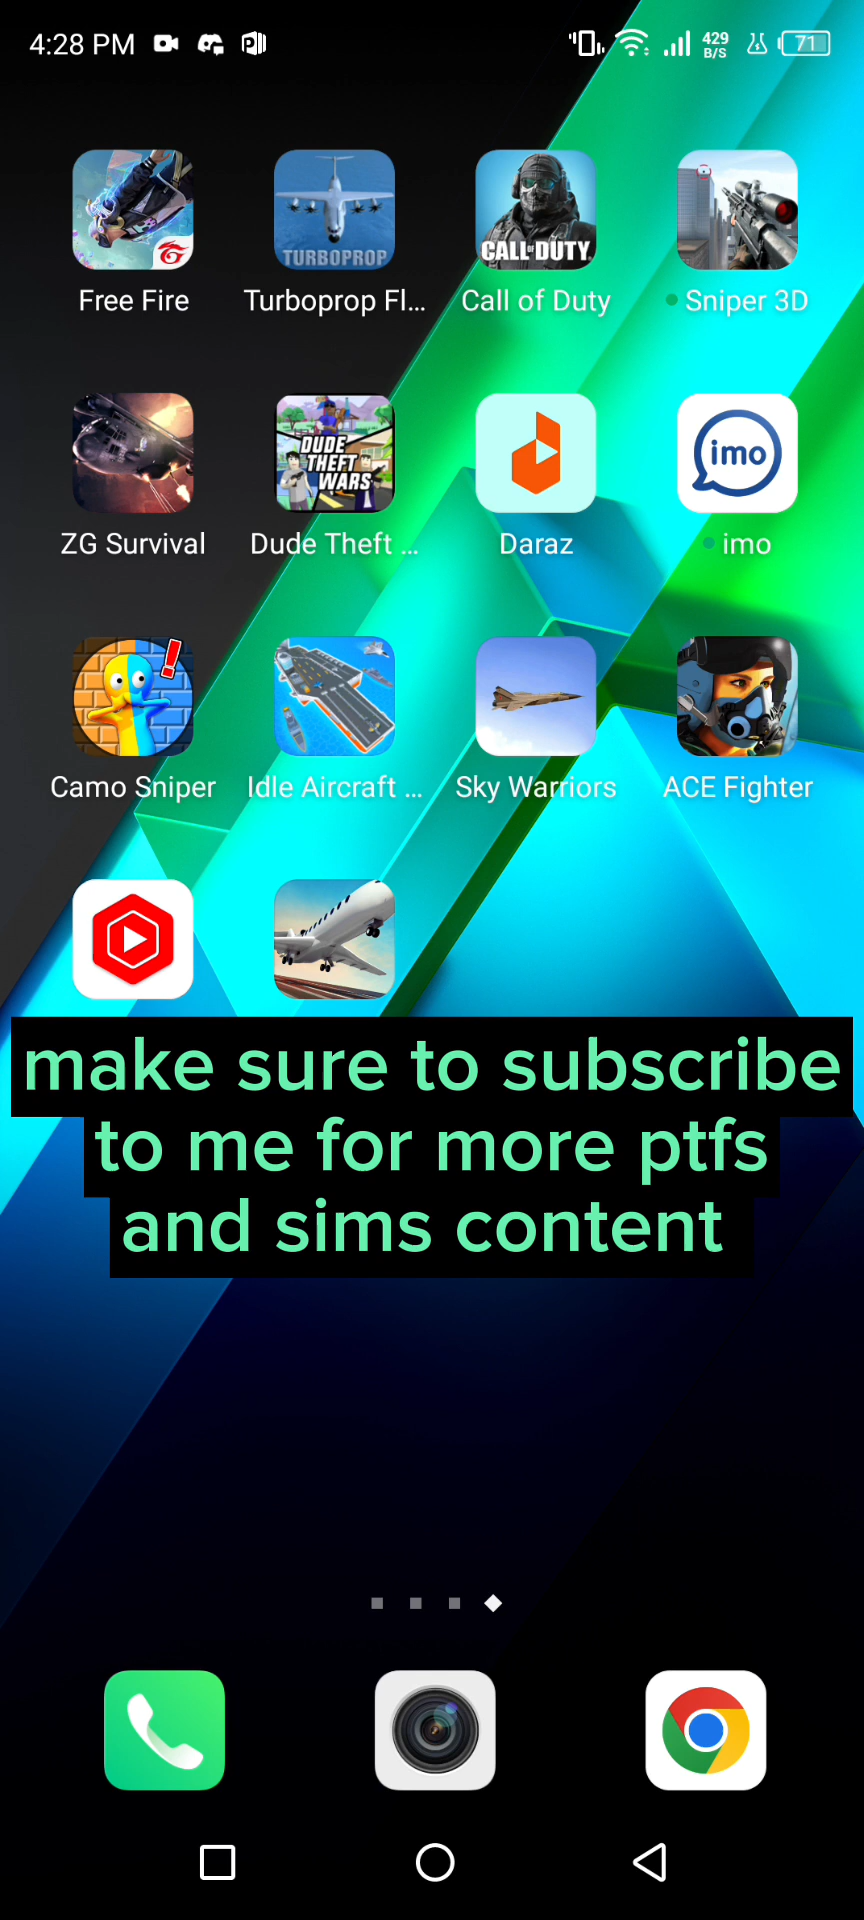 4:28 PM
429
B/S
71
TURBOPROP
CALL OF DUTY
Free Fire
Turboprop Fl...
Call of Duty
Sniper 3D
DUDE
THEFT
WARS
imo
ZG Survival
Dude Theft ...
Daraz
imo
Camo Sniper
Idle Aircraft ...
Sky Warriors
ACE Fighter
make sure to subscribe
to me for more ptfs
and sims content